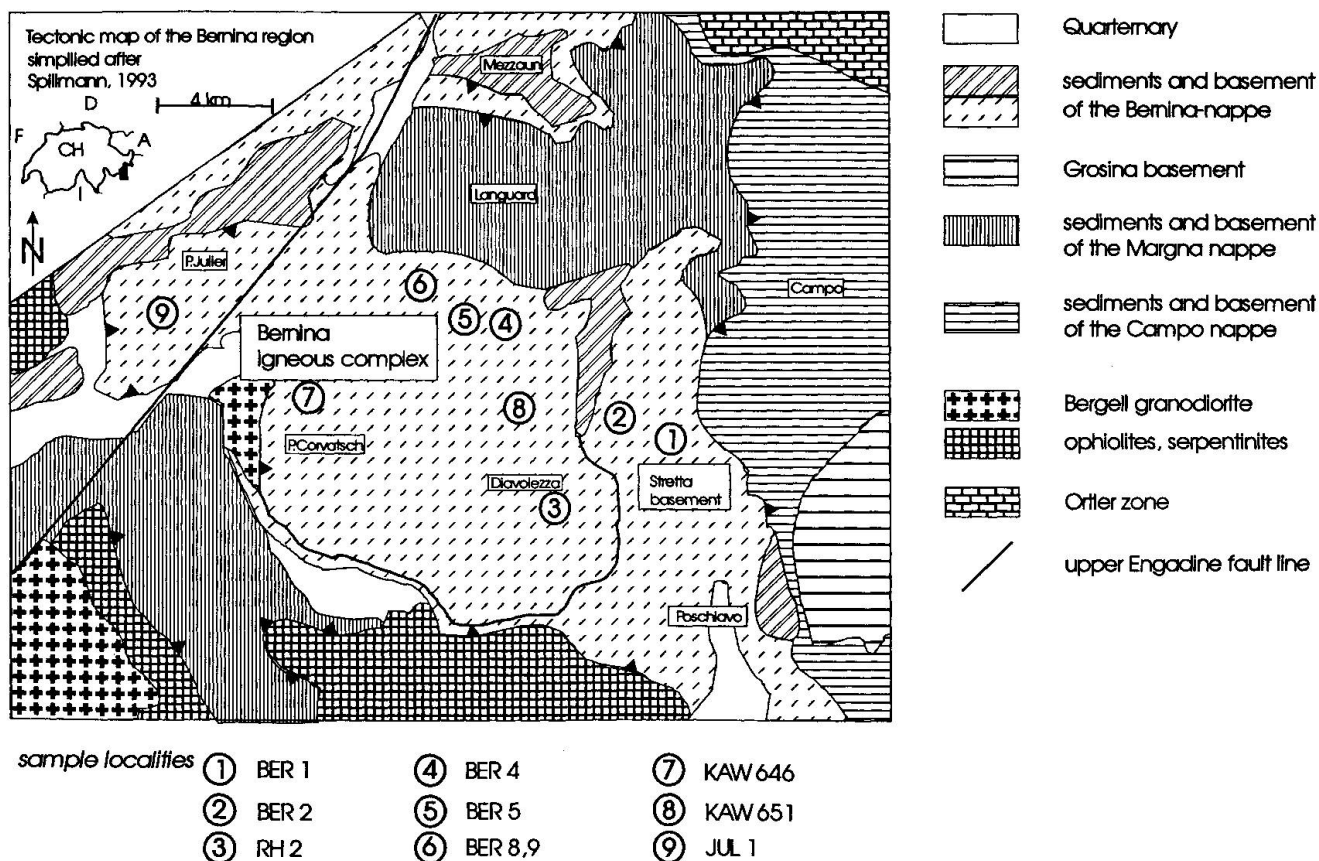 Tectonic map of the Bernina region
simplified after
Spillmann, 1993
4 km
D
F
CH
A
I
N
Mezzaun
Languard
P.Julier
Campo
Bernina
igneous complex
P.Corvatsch
Diavolezza
Stretta
basement
Poschiavo
6
9
5
4
7
8
2
1
3
Quarternary
sediments and basement
of the Bernina-nappe
Grosina basement
sediments and basement
of the Margna nappe
sediments and basement
of the Campo nappe
Bergell granodiorite
ophiolites, serpentinites
Ortler zone
upper Engadine fault line
sample localities
1 BER 1
4 BER 4
7 KAW 646
2 BER 2
5 BER 5
8 KAW 651
3 RH 2
6 BER 8,9
9 JUL 1